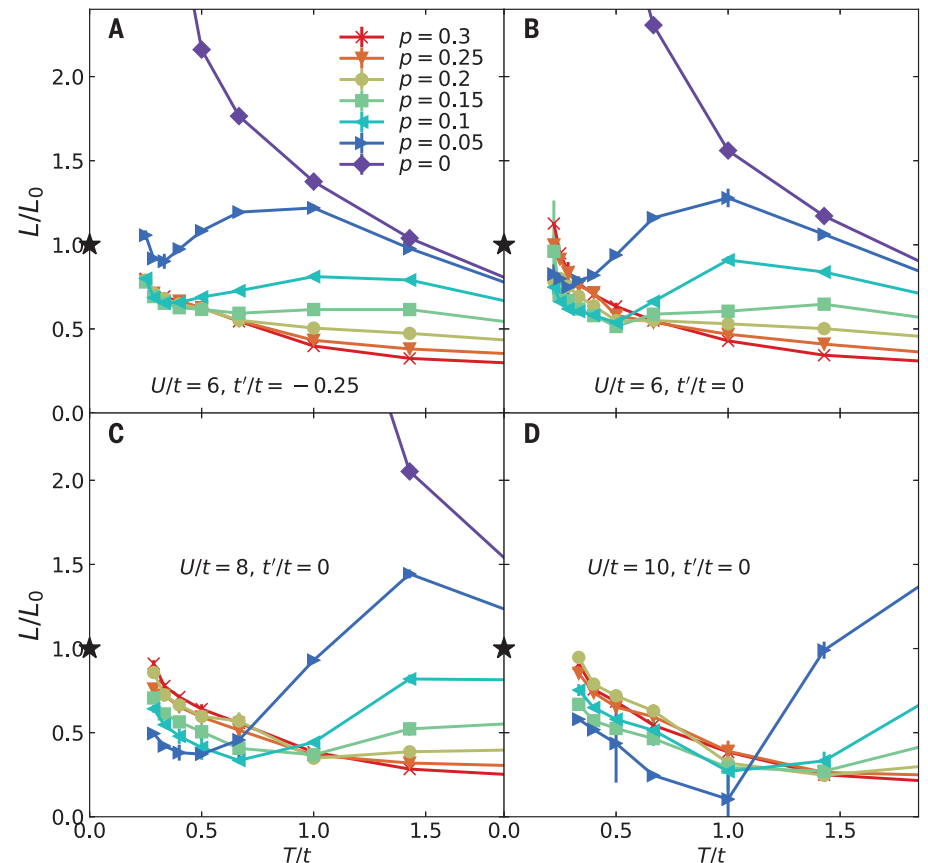 A
B
p = 0.3
p = 0.25
p = 0.2
p = 0.15
p = 0.1
p = 0.05
p = 0
2.0
1.5
L/L₀
1.0
0.5
U/t = 6, t′/t = −0.25
U/t = 6, t′/t = 0
0.0
C
D
2.0
1.5
U/t = 8, t′/t = 0
U/t = 10, t′/t = 0
L/L₀
1.0
0.5
0.0
0.0 0.5 1.0 1.5 0.0 0.5 1.0 1.5
T/t T/t